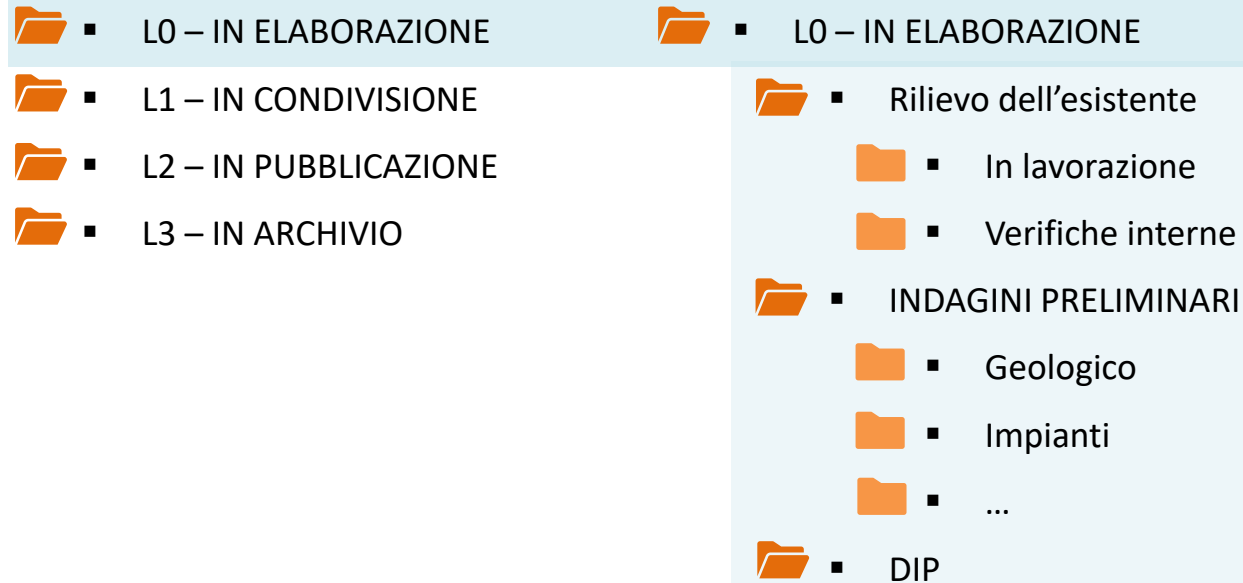 ▪ L0 – IN ELABORAZIONE
▪ L1 – IN CONDIVISIONE
▪ L2 – IN PUBBLICAZIONE
▪ L3 – IN ARCHIVIO
▪ L0 – IN ELABORAZIONE
▪ Rilievo dell’esistente
▪ In lavorazione
▪ Verifiche interne
▪ INDAGINI PRELIMINARI
▪ Geologico
▪ Impianti
▪ …
▪ DIP